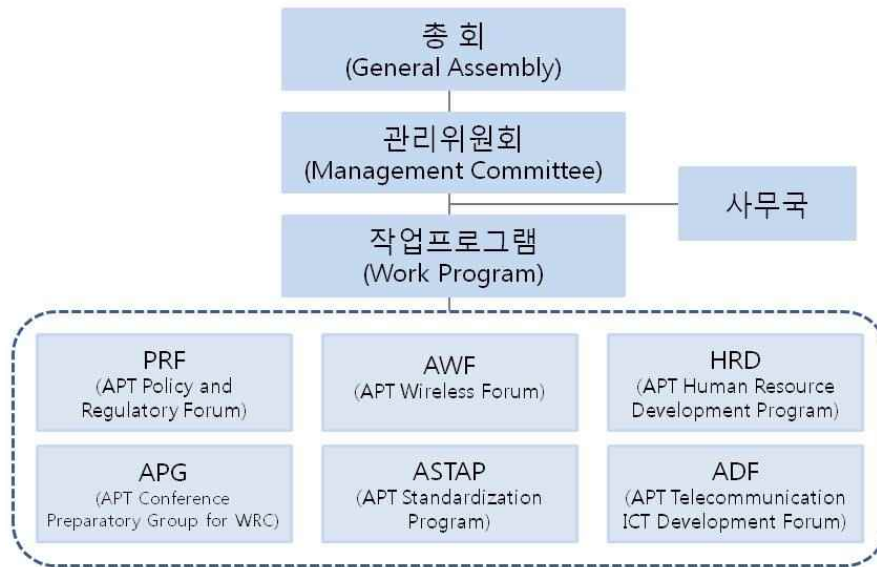 총 회
(General Assembly)
관리위원회
(Management Committee)
사무국
작업프로그램
(Work Program)
PRF
(APT Policy and
Regulatory Forum)
AWF
(APT Wireless Forum)
HRD
(APT Human Resource
Development Program)
APG
(APT Conference
Preparatory Group for WRC)
ASTAP
(APT Standardization
Program)
ADF
(APT Telecommunication
ICT Development Forum)